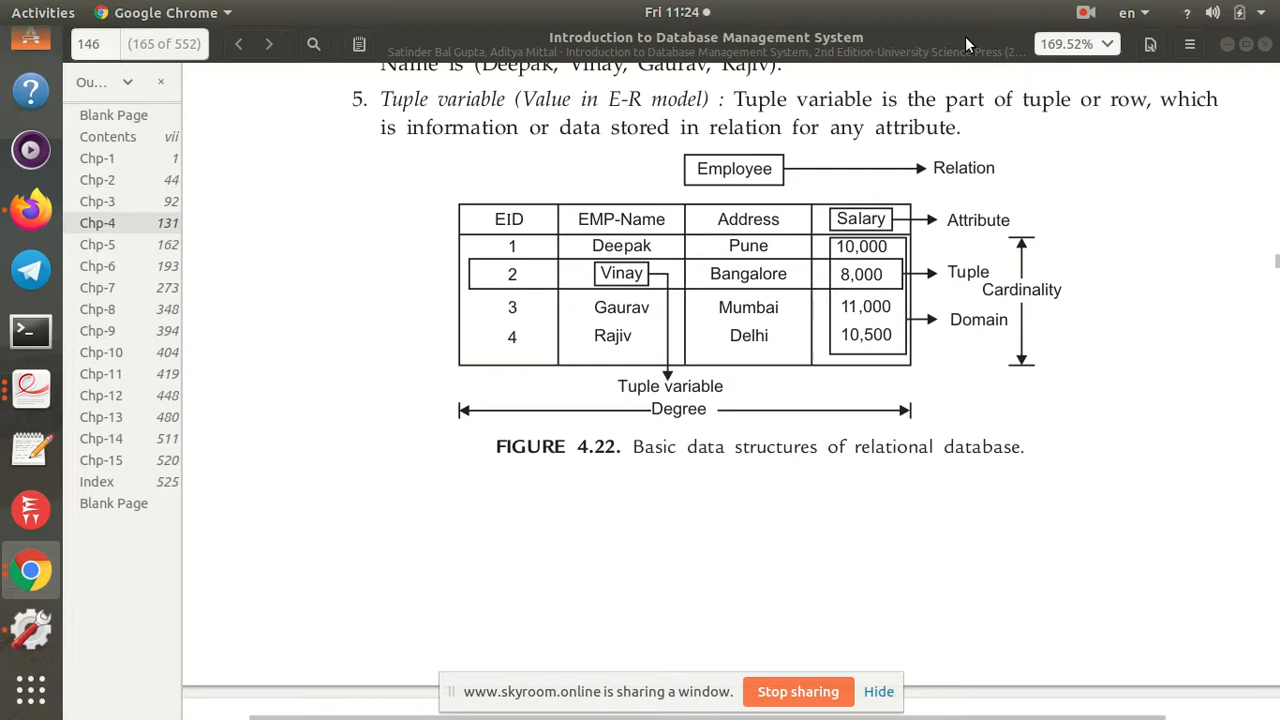 Activities Google Chrome Fri 11:24 en ?
146 (165 of 552) Introduction to Database Management System 169.52%
Satinder Bal Gupta, Aditya Mittal - Introduction to Database Management System, 2nd Edition-University Science Press (2...
Ou...
Blank Page
Contents vii
Chp-1 1
Chp-2 44
Chp-3 92
Chp-4 131
Chp-5 162
Chp-6 193
Chp-7 273
Chp-8 348
Chp-9 394
Chp-10 404
Chp-11 419
Chp-12 448
Chp-13 480
Chp-14 511
Chp-15 520
Index 525
Blank Page
Name is (Deepak, Vinay, Gaurav, Rajiv).
5. Tuple variable (Value in E-R model) : Tuple variable is the part of tuple or row, which
is information or data stored in relation for any attribute.
Employee Relation
EID EMP-Name Address Salary Attribute
1 Deepak Pune 10,000
2 Vinay Bangalore 8,000 Tuple
Cardinality
3 Gaurav Mumbai 11,000
Domain
4 Rajiv Delhi 10,500
Tuple variable
Degree
FIGURE 4.22. Basic data structures of relational database.
www.skyroom.online is sharing a window. Stop sharing Hide